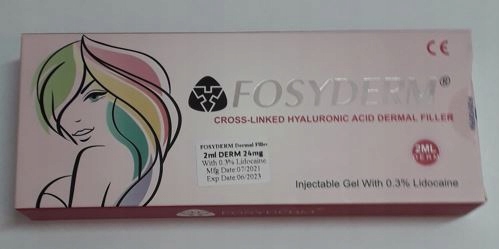 FOSYDERM®
CROSS-LINKED HYALURONIC ACID DERMAL FILLER
CE
FOSYDERM Dermal Filler
2ml DERM 24mg
With 0.3% Lidocaine
Mfg Date:07/2021
Exp Date:06/2023
2ML
DERM
Injectable Gel With 0.3% Lidocaine
FOSYDERM®